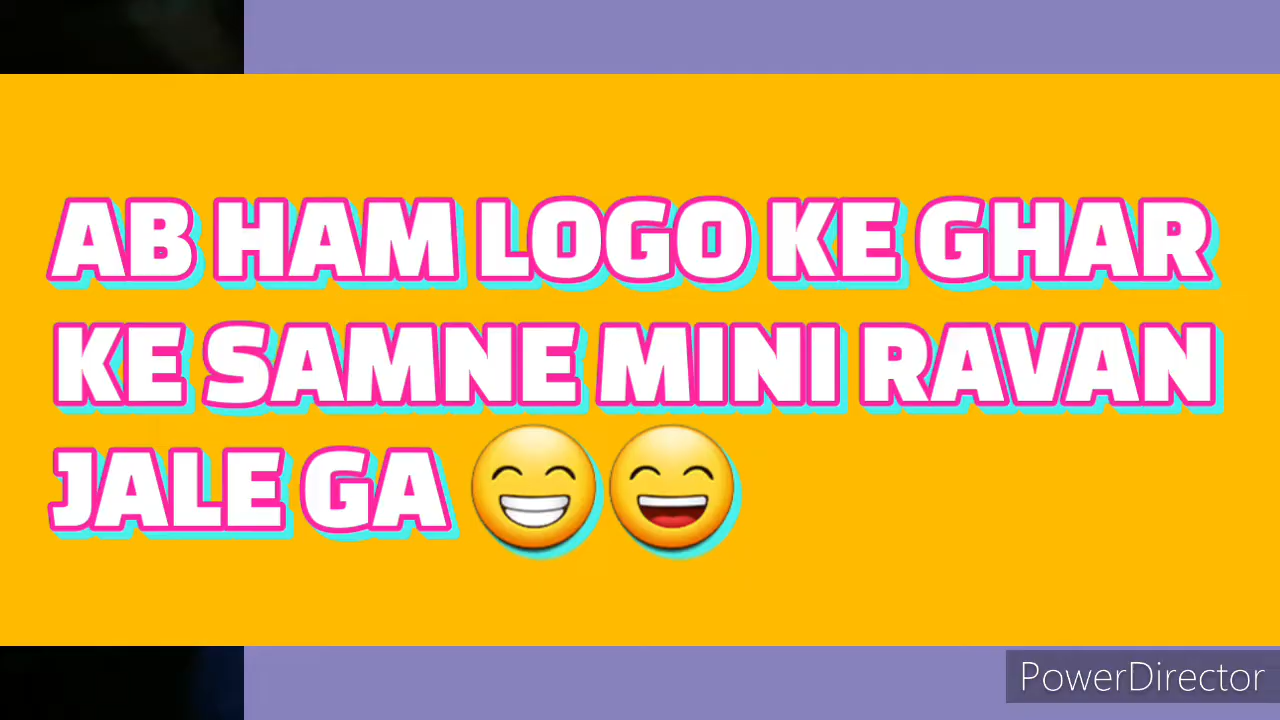 AB HAM LOGO KE GHAR
KE SAMNE MINI RAVAN
JALE GA 😁😄
PowerDirector